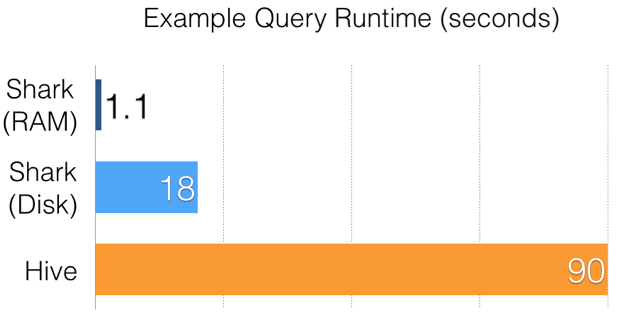 Example Query Runtime (seconds)
Shark
(RAM)
1.1
Shark
(Disk)
18
Hive
90